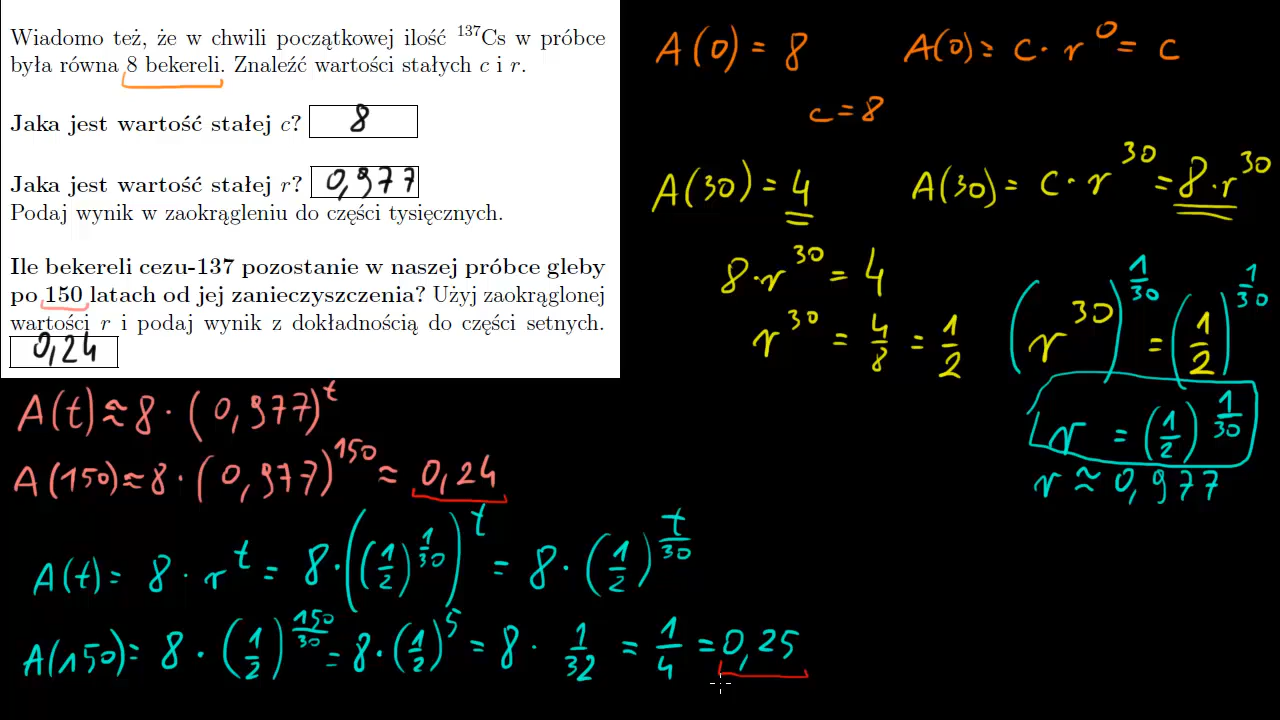 Wiadomo też, że w chwili początkowej ilość ¹³⁷Cs w próbce
była równa 8 bekereli. Znaleźć wartości stałych c i r.
Jaka jest wartość stałej c? 8
Jaka jest wartość stałej r? 0,977
Podaj wynik w zaokrągleniu do części tysięcznych.
Ile bekereli cezu-137 pozostanie w naszej próbce gleby
po 150 latach od jej zanieczyszczenia? Użyj zaokrąglonej
wartości r i podaj wynik z dokładnością do części setnych.
0,24
A(0) = 8
A(0) = c · r⁰ = c
c = 8
A(30) = 4
A(30) = c · r³⁰ = 8 · r³⁰
8 · r³⁰ = 4
r³⁰ = 4/8 = 1/2
(r³⁰)^(1/30) = (1/2)^(1/30)
r = (1/2)^(1/30)
r ≈ 0,977
A(t) ≈ 8 · (0,977)^t
A(150) ≈ 8 · (0,977)^150 ≈ 0,24
A(t) = 8 · r^t = 8 · ((1/2)^(1/30))^t = 8 · (1/2)^(t/30)
A(150) = 8 · (1/2)^(150/30) = 8 · (1/2)^5 = 8 · 1/32 = 1/4 = 0,25